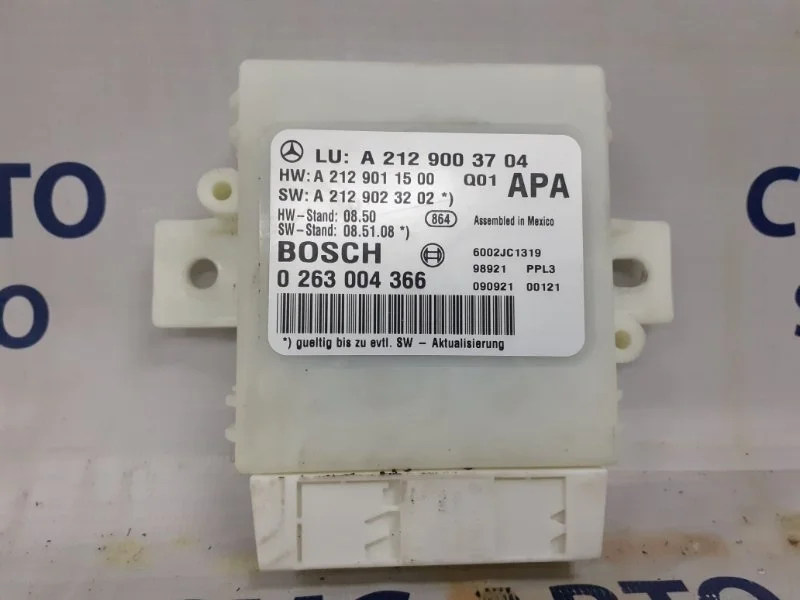 LU: A 212 900 37 04
HW: A 212 901 15 00 Q01 APA
SW: A 212 902 32 02 *)
HW-Stand: 08.50 864 Assembled in Mexico
SW-Stand: 08.51.08 *)
BOSCH 6002JC1319
98921 PPL3
0 263 004 366 090921 00121
*) gueltig bis zu evtl. SW - Aktualisierung